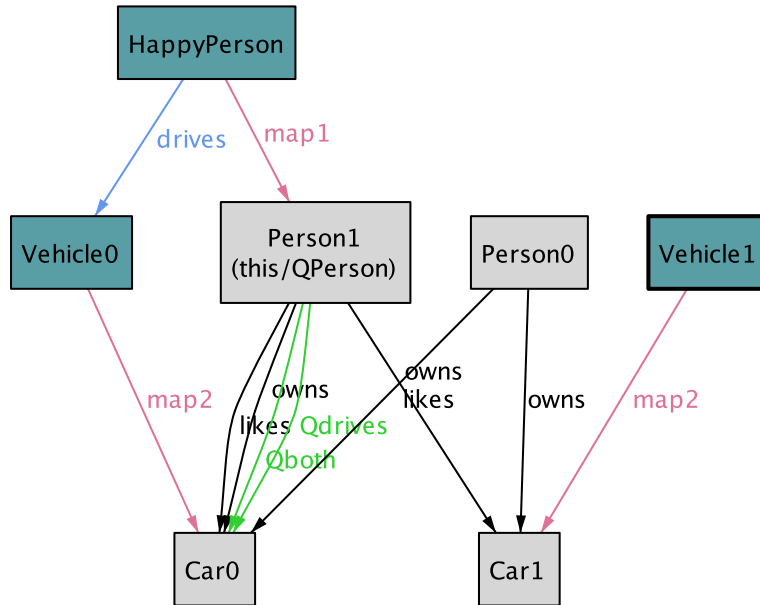 HappyPerson
drives
map1
Vehicle0
Person1
(this/QPerson)
Person0
Vehicle1
owns
owns
map2
likes
owns
map2
likes
Qdrives
Qboth
Car0
Car1